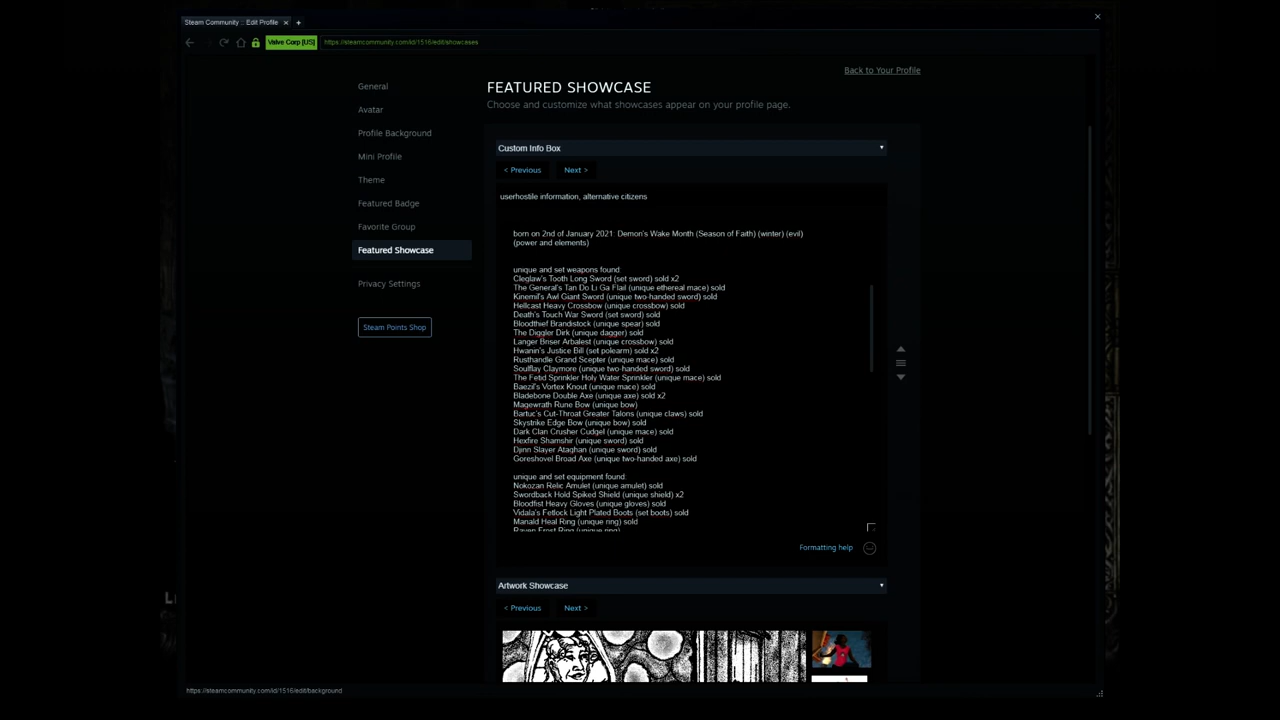 Steam Community :: Edit Profile
Valve Corp [US]
https://steamcommunity.com/id/1516/edit/showcases
Back to Your Profile
General
Avatar
Profile Background
Mini Profile
Theme
Featured Badge
Favorite Group
Featured Showcase
Privacy Settings
Steam Points Shop
FEATURED SHOWCASE
Choose and customize what showcases appear on your profile page.
Custom Info Box
< Previous
Next >
userhostile information, alternative citizens
born on 2nd of January 2021: Demon's Wake Month (Season of Faith) (winter) (evil)
(power and elements)
unique and set weapons found:
Cleglaw's Tooth Long Sword (set sword) sold x2
The General's Tan Do Li Ga Flail (unique ethereal mace) sold
Kinemil's Awl Giant Sword (unique two-handed sword) sold
Hellcast Heavy Crossbow (unique crossbow) sold
Death's Touch War Sword (set sword) sold
Bloodthief Brandistock (unique spear) sold
The Diggler Dirk (unique dagger) sold
Langer Briser Arbalest (unique crossbow) sold
Hwanin's Justice Bill (set polearm) sold x2
Rusthandle Grand Scepter (unique mace) sold
Soulflay Claymore (unique two-handed sword) sold
The Fetid Sprinkler Holy Water Sprinkler (unique mace) sold
Baezil's Vortex Knout (unique mace) sold
Bladebone Double Axe (unique axe) sold x2
Magewrath Rune Bow (unique bow)
Bartuc's Cut-Throat Greater Talons (unique claws) sold
Skystrike Edge Bow (unique bow) sold
Dark Clan Crusher Cudgel (unique mace) sold
Hexfire Shamshir (unique sword) sold
Djinn Slayer Ataghan (unique sword) sold
Goreshovel Broad Axe (unique two-handed axe) sold
unique and set equipment found:
Nokozan Relic Amulet (unique amulet) sold
Swordback Hold Spiked Shield (unique shield) x2
Bloodfist Heavy Gloves (unique gloves) sold
Vidala's Fetlock Light Plated Boots (set boots) sold
Manald Heal Ring (unique ring) sold
Raven Frost Ring (unique ring)
Formatting help
Artwork Showcase
< Previous
Next >
https://steamcommunity.com/id/1516/edit/background